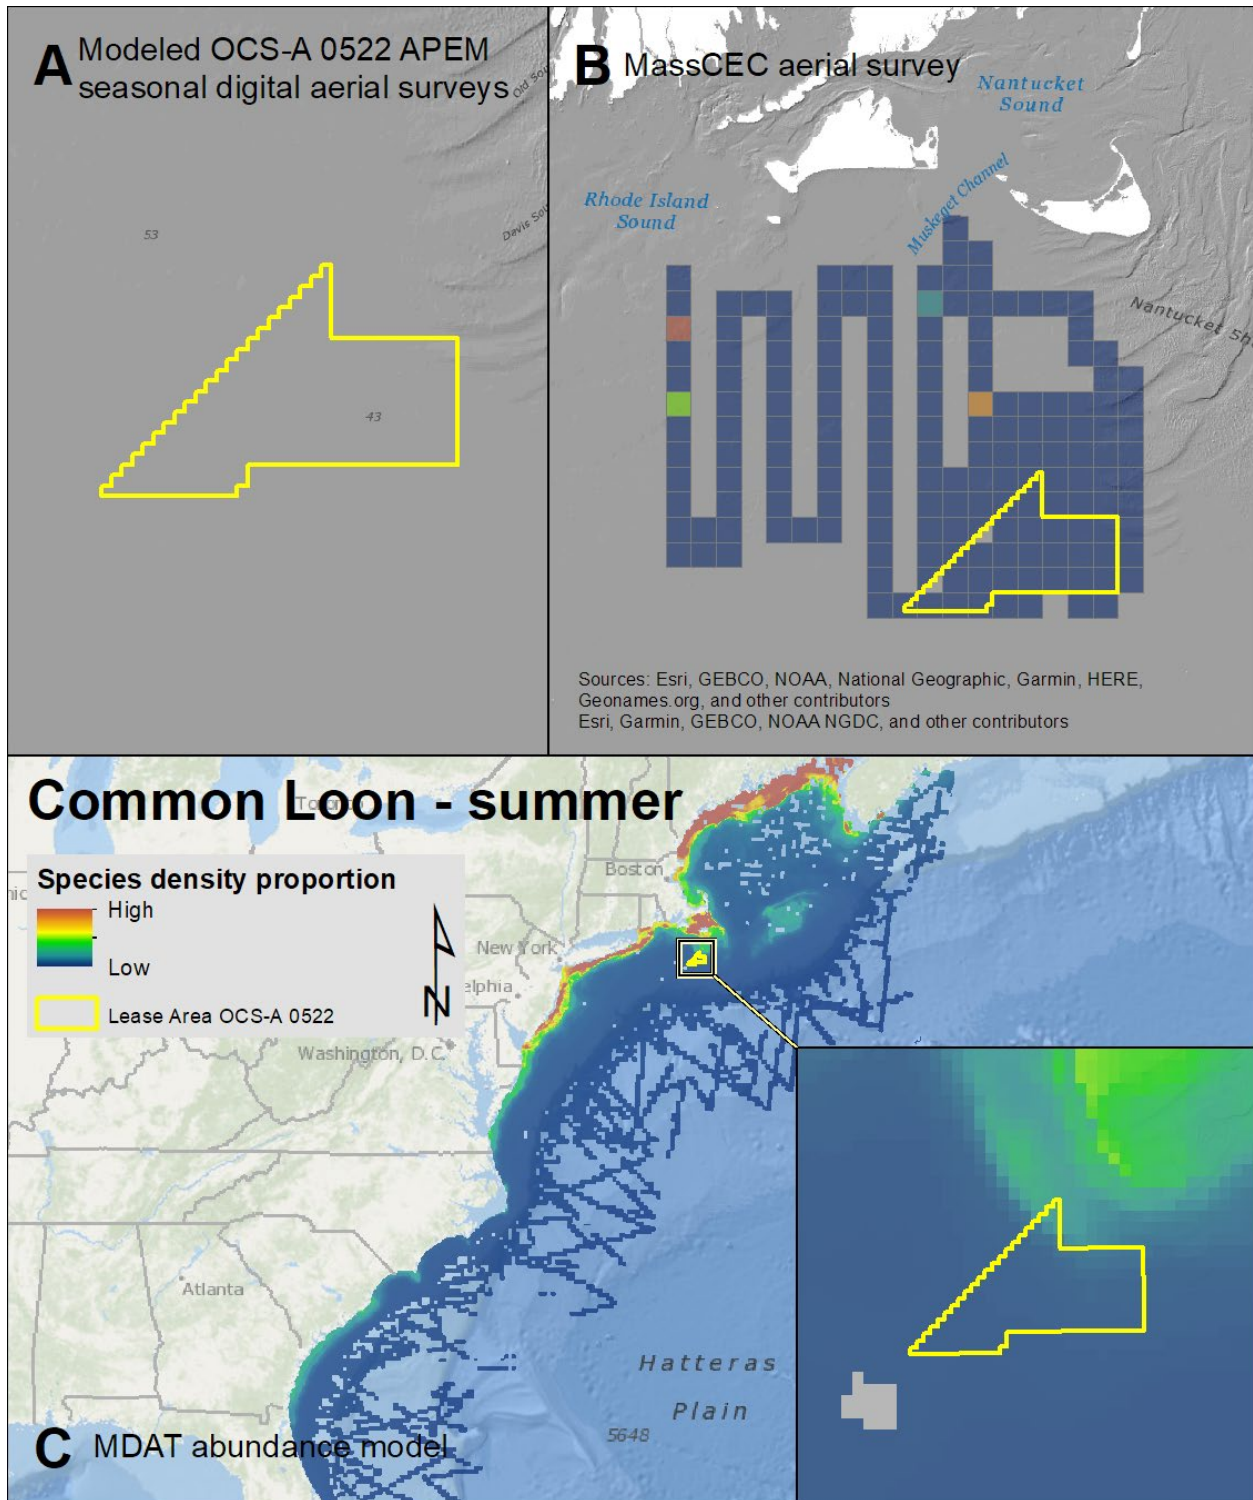 A Modeled OCS-A 0522 APEM
seasonal digital aerial surveys
53
43
B MassCEC aerial survey
Nantucket
Sound
Rhode Island
Sound
Muskeget Channel
Nantucket
Sources: Esri, GEBCO, NOAA, National Geographic, Garmin, HERE,
Geonames.org, and other contributors
Esri, Garmin, GEBCO, NOAA NGDC, and other contributors
Common Loon - summer
Species density proportion
High
Low
Lease Area OCS-A 0522
N
Boston
New York
Washington, D.C.
Atlanta
Hatteras
Plain
5648
C MDAT abundance model